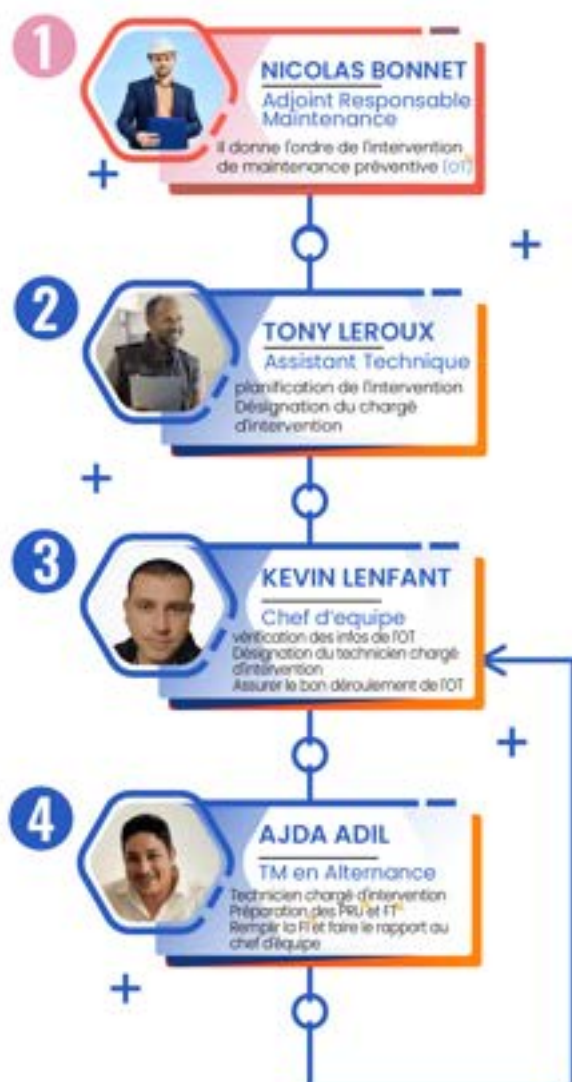 1
NICOLAS BONNET
Adjoint Responsable
Maintenance
Il donne l'ordre de l'intervention
de maintenance préventive (OT)
2
TONY LEROUX
Assistant Technique
planification de l'intervention
Désignation du chargé
d'intervention
3
KEVIN LENFANT
Chef d'equipe
vérification des infos de l'OT
Désignation du technicien chargé
d'intervention
Assurer le bon déroulement de l'OT
4
AJDA ADIL
TM en Alternance
Technicien chargé d'intervention
Préparation des PRU et FT
Remplir la FI et faire le rapport au
chef d'équipe